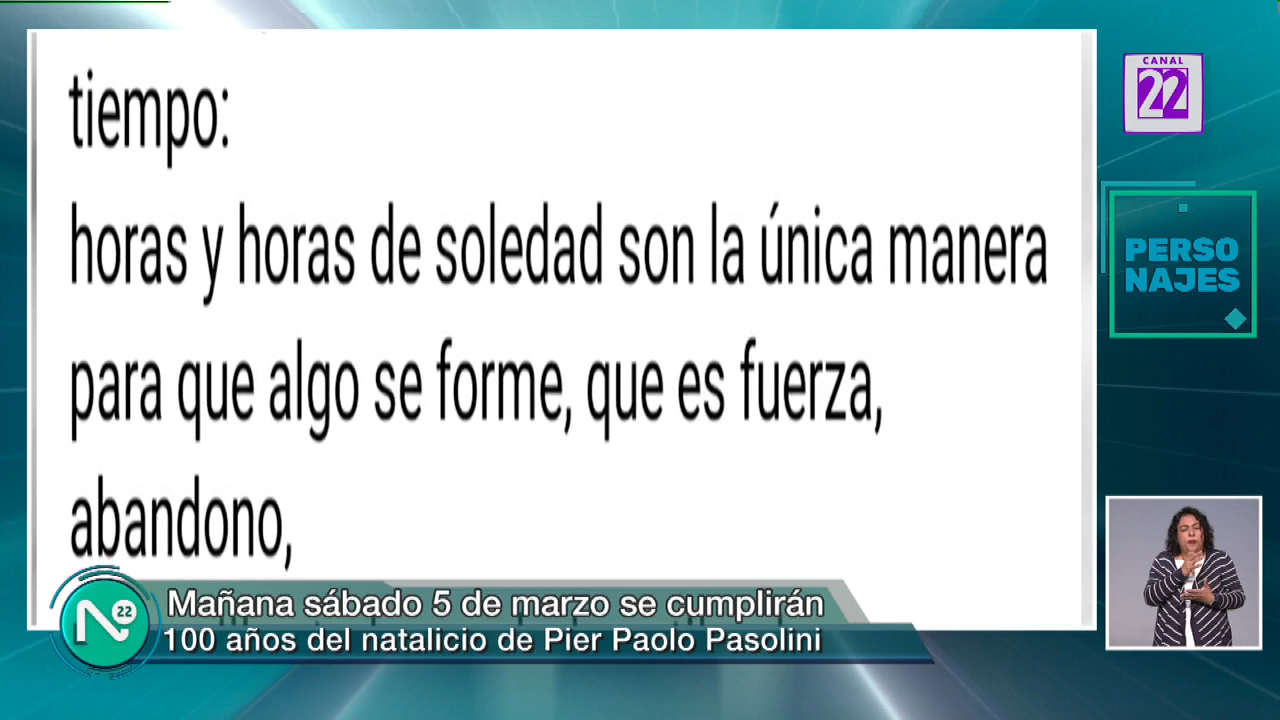 tiempo:
horas y horas de soledad son la única manera
para que algo se forme, que es fuerza,
abandono,
CANAL
22
PERSO
NAJES
N22
Mañana sábado 5 de marzo se cumplirán
100 años del natalicio de Pier Paolo Pasolini